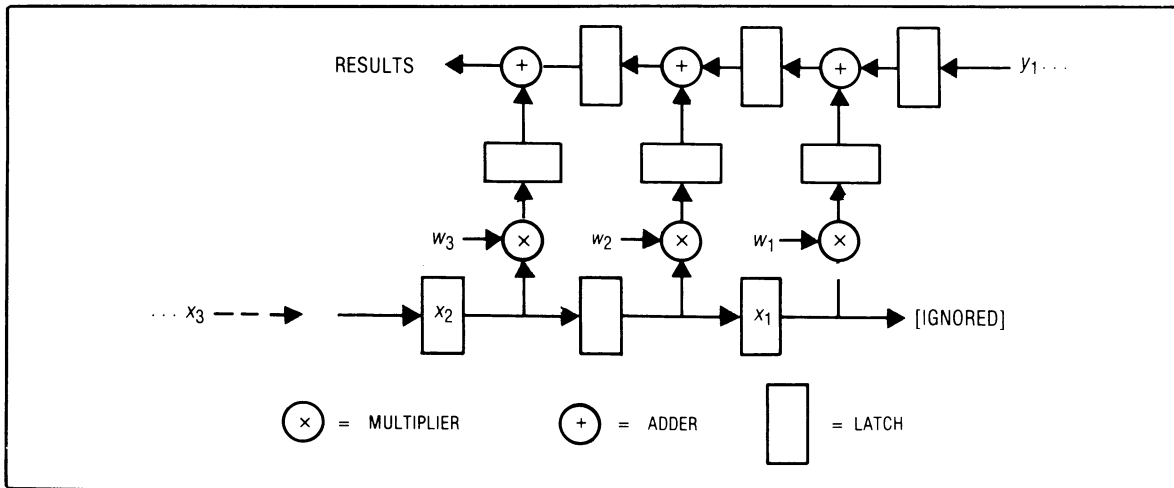 RESULTS
+
+
+
y₁ · · ·
w₃
×
w₂
×
w₁
×
· · · x₃
x₂
x₁
[IGNORED]
× = MULTIPLIER
+ = ADDER
= LATCH